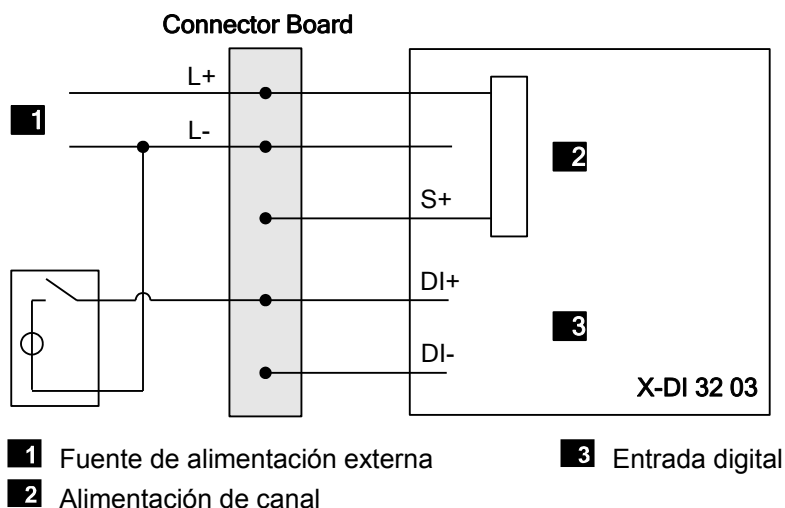 Connector Board
L+
1
L-
2
S+
DI+
3
DI-
X-DI 32 03
1 Fuente de alimentación externa
3 Entrada digital
2 Alimentación de canal